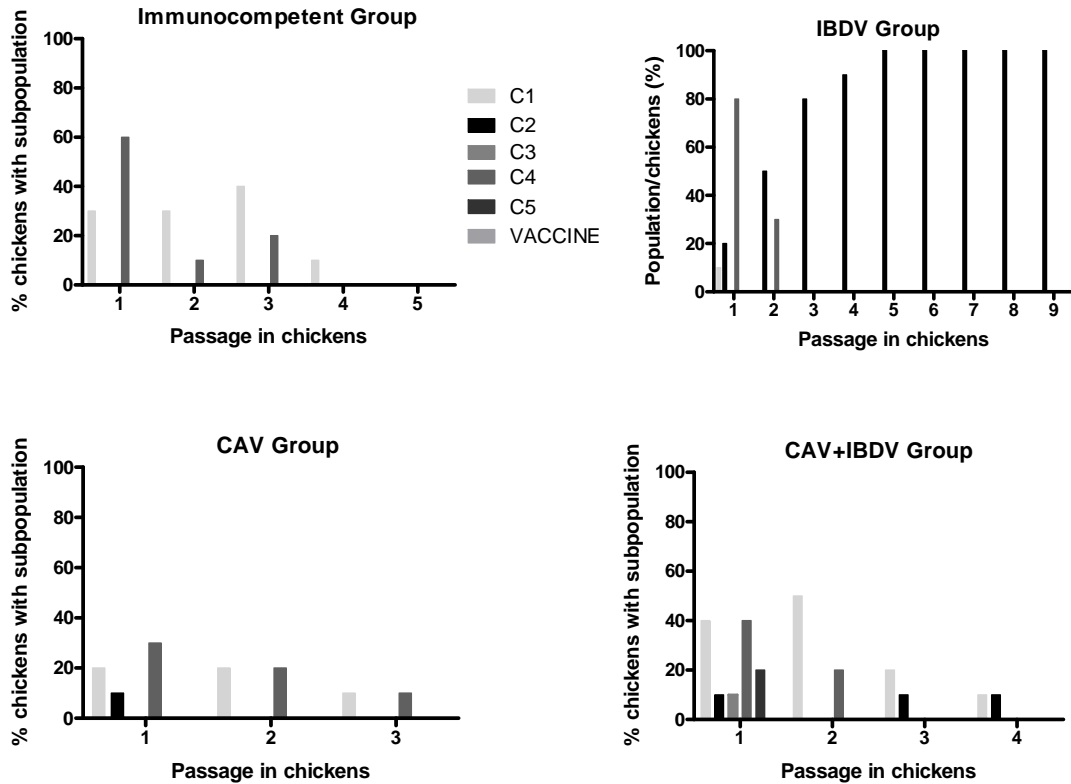 Immunocompetent Group
% chickens with subpopulation
100
80
60
40
20
0
1 2 3 4 5
Passage in chickens
C1
C2
C3
C4
C5
VACCINE
IBDV Group
Population/chickens (%)
100
80
60
40
20
0
1 2 3 4 5 6 7 8 9
Passage in chickens
CAV Group
% chickens with subpopulation
100
80
60
40
20
0
1 2 3
Passage in chickens
CAV+IBDV Group
% chickens with subpopulation
100
80
60
40
20
0
1 2 3 4
Passage in chickens